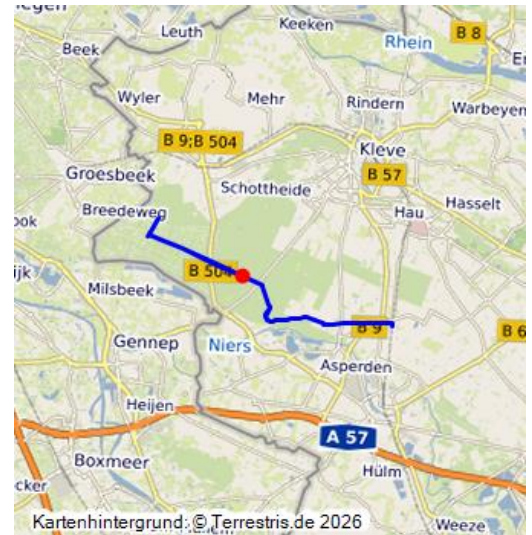 Leuth
Keeken
Rhein
B 8
Beek
Wyler
Mehr
Rindern
Warbeyen
B 9;B 504
Kleve
Groesbeek
Schottheide
B 57
Breedeweg
Hau
Hasselt
B 504
Milsbeek
Gennep
Niers
B 9
Asperden
Heijen
A 57
Boxmeer
Hülm
Weeze
Kartenhintergrund: © Terrestris.de 2026